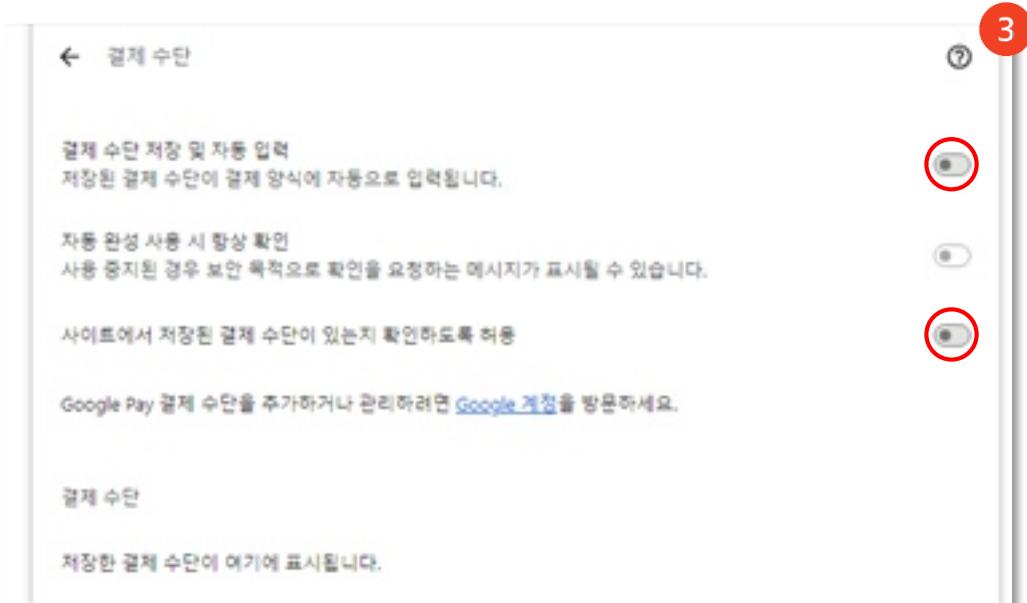 3
결제 수단
결제 수단 저장 및 자동 입력
저장된 결제 수단이 결제 양식에 자동으로 입력됩니다.
자동 완성 사용 시 항상 확인
사용 중지된 경우 보안 목적으로 확인을 요청하는 메시지가 표시될 수 있습니다.
사이트에서 저장된 결제 수단이 있는지 확인하도록 허용
Google Pay 결제 수단을 추가하거나 관리하려면 Google 계정을 방문하세요.
결제 수단
저장한 결제 수단이 여기에 표시됩니다.